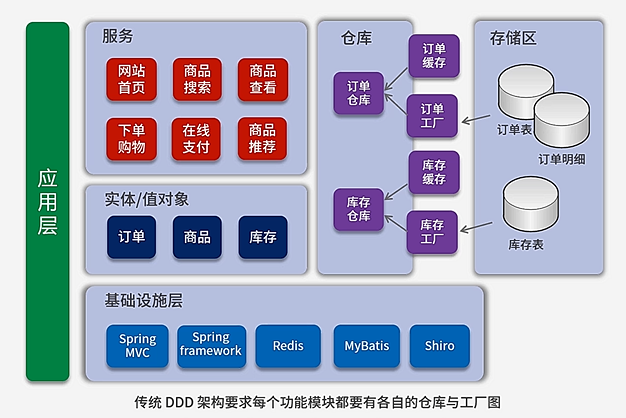 应
用
层
服务
网站
首页
商品
搜索
商品
查看
下单
购物
在线
支付
商品
推荐
实体/值对象
订单
商品
库存
仓库
订单
仓库
订单
缓存
订单
工厂
库存
仓库
库存
缓存
库存
工厂
存储区
订单表
订单明细
库存表
基础设施层
Spring
MVC
Spring
framework
Redis
MyBatis
Shiro
传统 DDD 架构要求每个功能模块都要有各自的仓库与工厂图